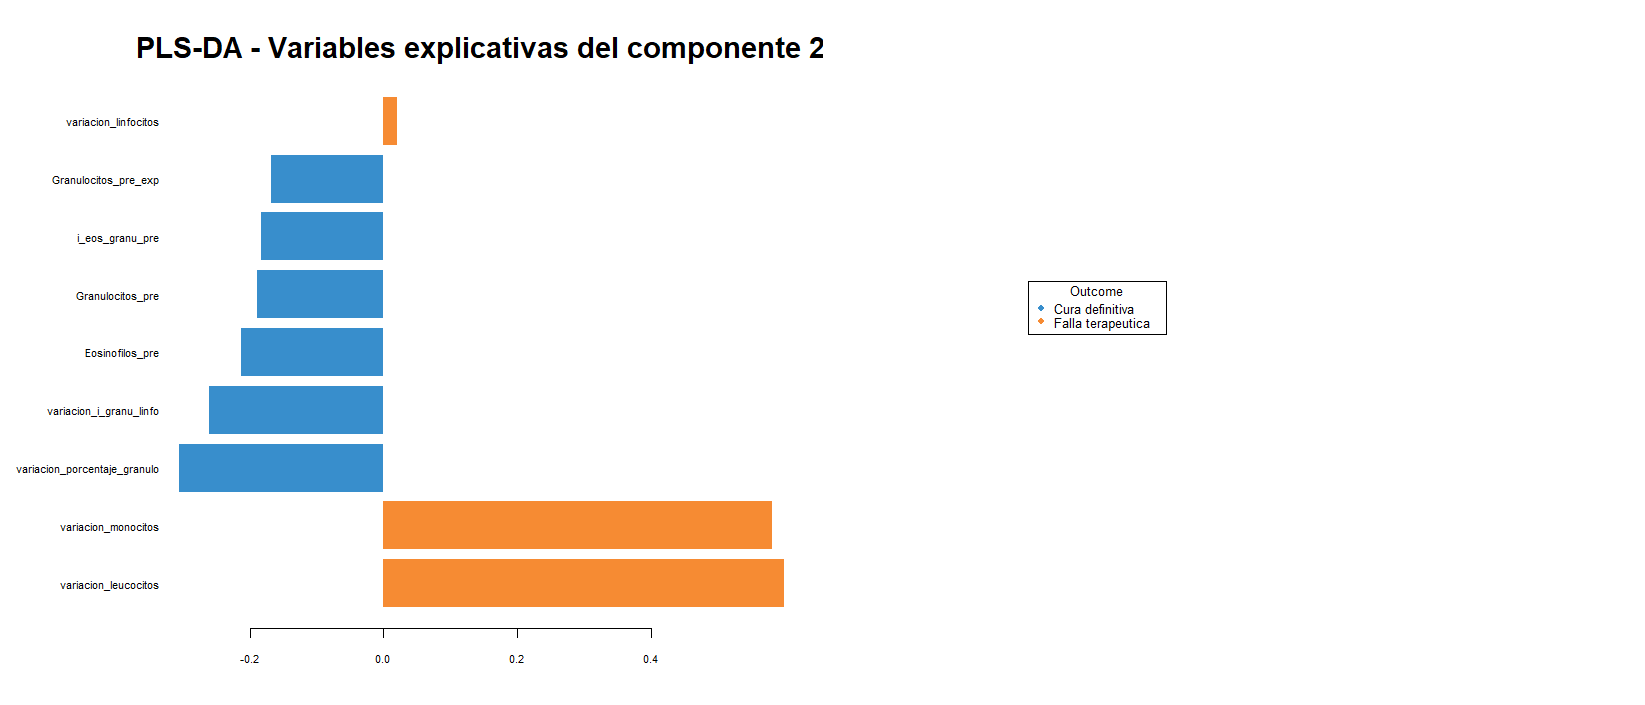 PLS-DA - Variables explicativas del componente 2
variacion_linfocitos
Granulocitos_pre_exp
i_eos_granu_pre
Granulocitos_pre
Eosinofilos_pre
variacion_i_granu_linfo
variacion_porcentaje_granulo
variacion_monocitos
variacion_leucocitos
-0.2 0.0 0.2 0.4
Outcome
Cura definitiva
Falla terapeutica